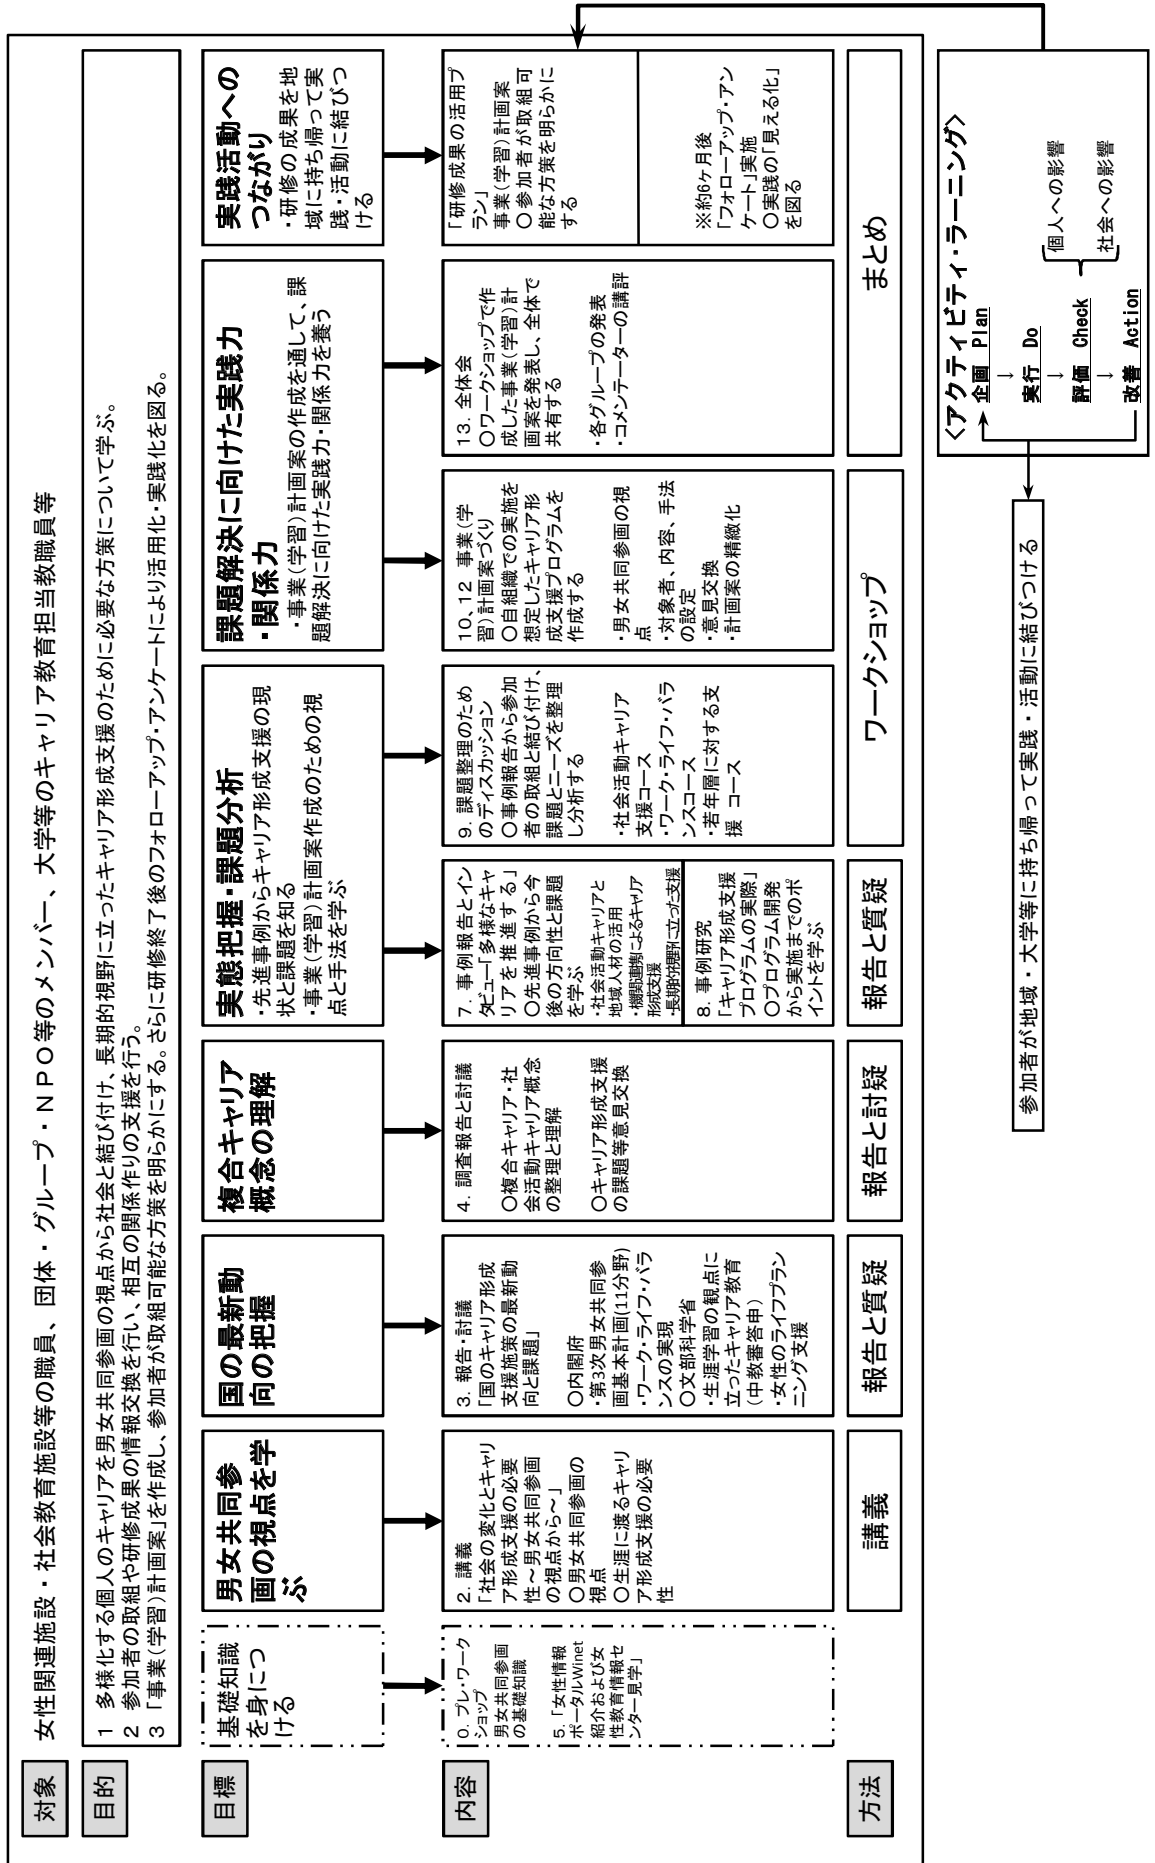 対象
女性関連施設・社会教育施設等の職員、団体・グループ・NPO等のメンバー、大学等のキャリア教育担当教職員等
目的
1 多様化する個人のキャリアを男女共同参画の視点から社会と結び付け、長期的視野に立ったキャリア形成支援のために必要な方策について学ぶ。
2 参加者の取組や研修成果の情報交換を行い、相互の関係作りの支援を行う。
3 「事業(学習)計画案」を作成し、参加者が取組可能な方策を明らかにする。さらに研修終了後のフォローアップ・アンケートにより活用化・実践化を図る。
目標
基礎知識
を身につ
ける
男女共同参
画の視点を学
ぶ
国の最新動
向の把握
複合キャリア
概念の理解
実態把握・課題分析
・先進事例からキャリア形成支援の現
状と課題を知る
・事業(学習)計画案作成のための視
点と手法を学ぶ
課題解決に向けた実践力
・関係力
・事業(学習)計画案の作成を通して、課
題解決に向けた実践力・関係力を養う
実践活動への
つながり
・研修の成果を地
域に持ち帰って実
践・活動に結びつ
ける
内容
0. プレ・ワーク
ショップ
男女共同参画
の基礎知識
5. 「女性情報
ポータルWinet
紹介および女
性教育情報セ
ンター見学」
2. 講義
「社会の変化とキャリ
ア形成支援の必要
性～男女共同参画
の視点から～」
○男女共同参画の
視点
○生涯に渡るキャリ
ア形成支援の必要
性
3. 報告・討議
「国のキャリア形成
支援施策の最新動
向と課題」
○内閣府
・第3次男女共同参
画基本計画(11分野)
・ワーク・ライフ・バラ
ンスの実現
○文部科学省
・生涯学習の観点に
立ったキャリア教育
(中教審答申)
・女性のライフプラン
ニング支援
4. 調査報告と討議
○複合キャリア・社
会活動キャリア概念
の整理と理解
○キャリア形成支援
の課題等意見交換
7. 事例報告とイン
タビュー「多様なキャ
リアを推進する」
○先進事例から今
後の方向性と課題
を学ぶ
・社会活動キャリアと
地域人材の活用
・機関連携によるキャリア
形成支援
・長期的視野に立った支援
8. 事例研究
「キャリア形成支援
プログラムの実際」
○プログラム開発
から実施までのポ
イントを学ぶ
9. 課題整理のため
のディスカッション
○事例報告から参加
者の取組と結び付け、
課題とニーズを整理
し分析する
・社会活動キャリア
支援コース
・ワーク・ライフ・バラ
ンスコース
・若年層に対する支
援 コース
10、12 事業(学
習)計画案づくり
○自組織での実施を
想定したキャリア形
成支援プログラムを
作成する
・男女共同参画の視
点
・対象者、内容、手法
の設定
・意見交換
・計画案の精緻化
13. 全体会
○ワークショップで作
成した事業(学習)計
画案を発表し、全体で
共有する
・各グループの発表
・コメンテーターの講評
「研修成果の活用プ
ラン」
事業(学習)計画案
○参加者が取組可
能な方策を明らかに
する
※約6ヶ月後
「フォローアップ・アン
ケート」実施
○実践の「見える化」
を図る
方法
講義
報告と質疑
報告と討疑
報告と質疑
ワークショップ
まとめ
参加者が地域・大学等に持ち帰って実践・活動に結びつける
<アクティビティ・ラーニング>
企画 Plan
↓
実行 Do
↓
評価 Check
↓
改善 Action
個人への影響
社会への影響